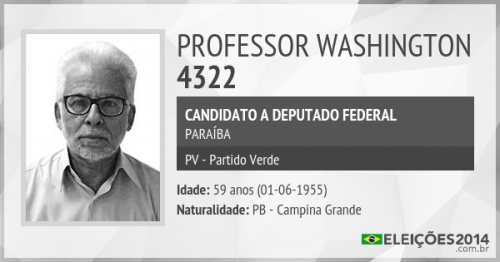 PROFESSOR WASHINGTON
4322
CANDIDATO A DEPUTADO FEDERAL
PARAÍBA
PV - Partido Verde
Idade: 59 anos (01-06-1955)
Naturalidade: PB - Campina Grande
ELEIÇÕES2014
.com.br